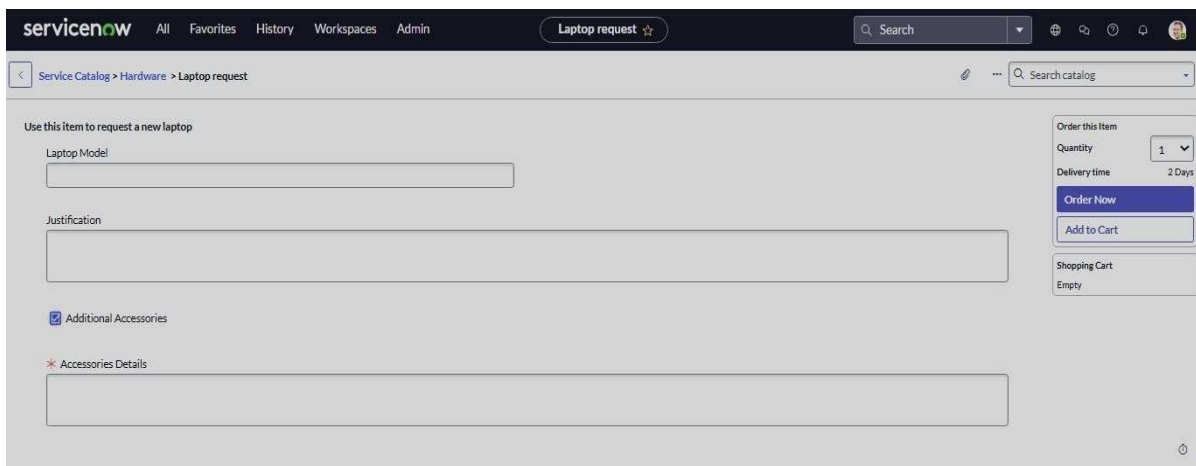 servicenow All Favorites History Workspaces Admin Laptop request Search
Service Catalog > Hardware > Laptop request Search catalog
Use this item to request a new laptop
Laptop Model
Justification
Additional Accessories
* Accessories Details
Order this Item
Quantity 1
Delivery time 2 Days
Order Now
Add to Cart
Shopping Cart
Empty